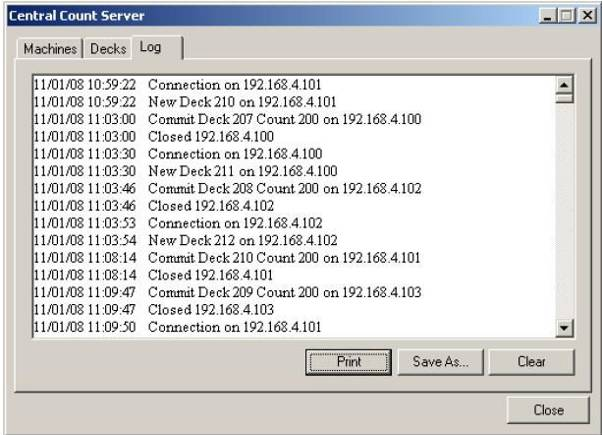 Central Count Server
Machines Decks Log
11/01/08 10:59:22 Connection on 192.168.4.101
11/01/08 10:59:22 New Deck 210 on 192.168.4.101
11/01/08 11:03:00 Commit Deck 207 Count 200 on 192.168.4.100
11/01/08 11:03:00 Closed 192.168.4.100
11/01/08 11:03:30 Connection on 192.168.4.100
11/01/08 11:03:30 New Deck 211 on 192.168.4.100
11/01/08 11:03:46 Commit Deck 208 Count 200 on 192.168.4.102
11/01/08 11:03:46 Closed 192.168.4.102
11/01/08 11:03:53 Connection on 192.168.4.102
11/01/08 11:03:54 New Deck 212 on 192.168.4.102
11/01/08 11:08:14 Commit Deck 210 Count 200 on 192.168.4.101
11/01/08 11:08:14 Closed 192.168.4.101
11/01/08 11:09:47 Commit Deck 209 Count 200 on 192.168.4.103
11/01/08 11:09:47 Closed 192.168.4.103
11/01/08 11:09:50 Connection on 192.168.4.101
Print Save As... Clear
Close